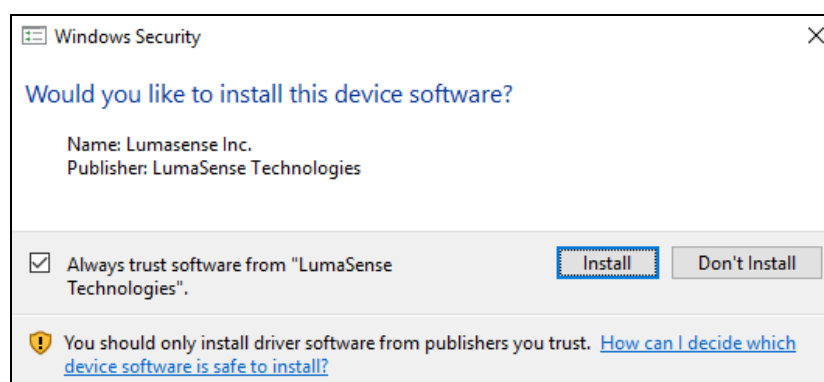 Windows Security
Would you like to install this device software?
Name: Lumasense Inc.
Publisher: LumaSense Technologies
Always trust software from "LumaSense
Technologies".
Install
Don't Install
You should only install driver software from publishers you trust. How can I decide which
device software is safe to install?